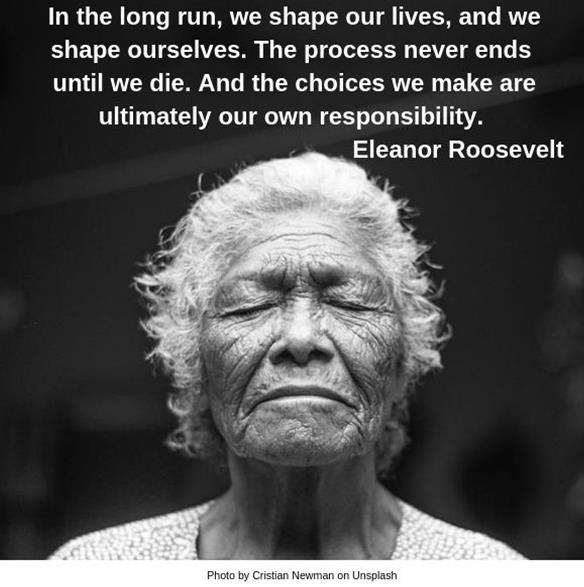 In the long run, we shape our lives, and we
shape ourselves. The process never ends
until we die. And the choices we make are
ultimately our own responsibility.
Eleanor Roosevelt
Photo by Cristian Newman on Unsplash